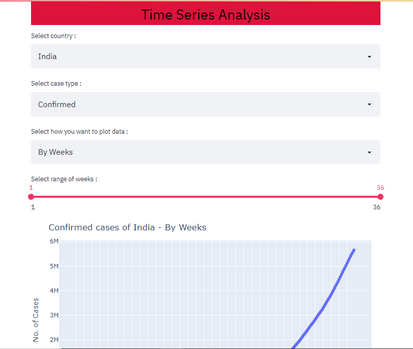 Time Series Analysis
Select country :
India
Select case type :
Confirmed
Select how you want to plot data :
By Weeks
Select range of weeks :
1 36
1 36
Confirmed cases of India - By Weeks
6M
5M
4M
3M
2M
No. of Cases